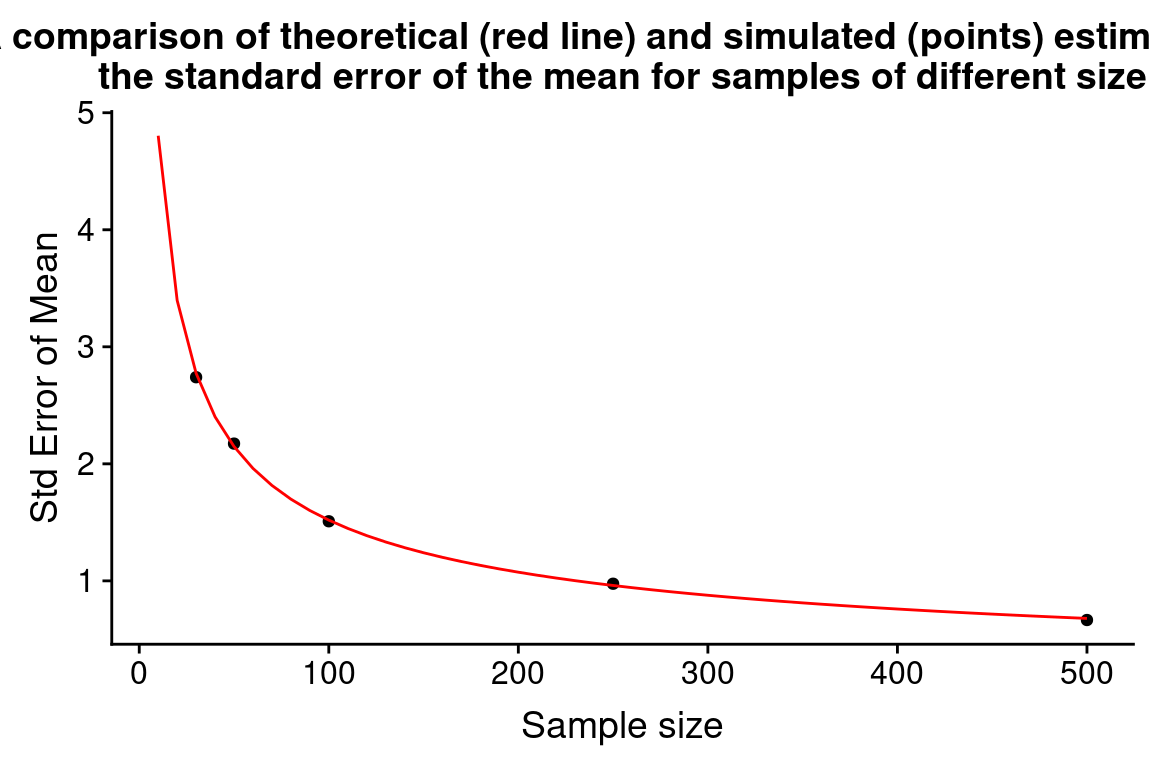 comparison of theoretical (red line) and simulated (points) estim
the standard error of the mean for samples of different size
5
4
3
2
1
Std Error of Mean
0 100 200 300 400 500
Sample size